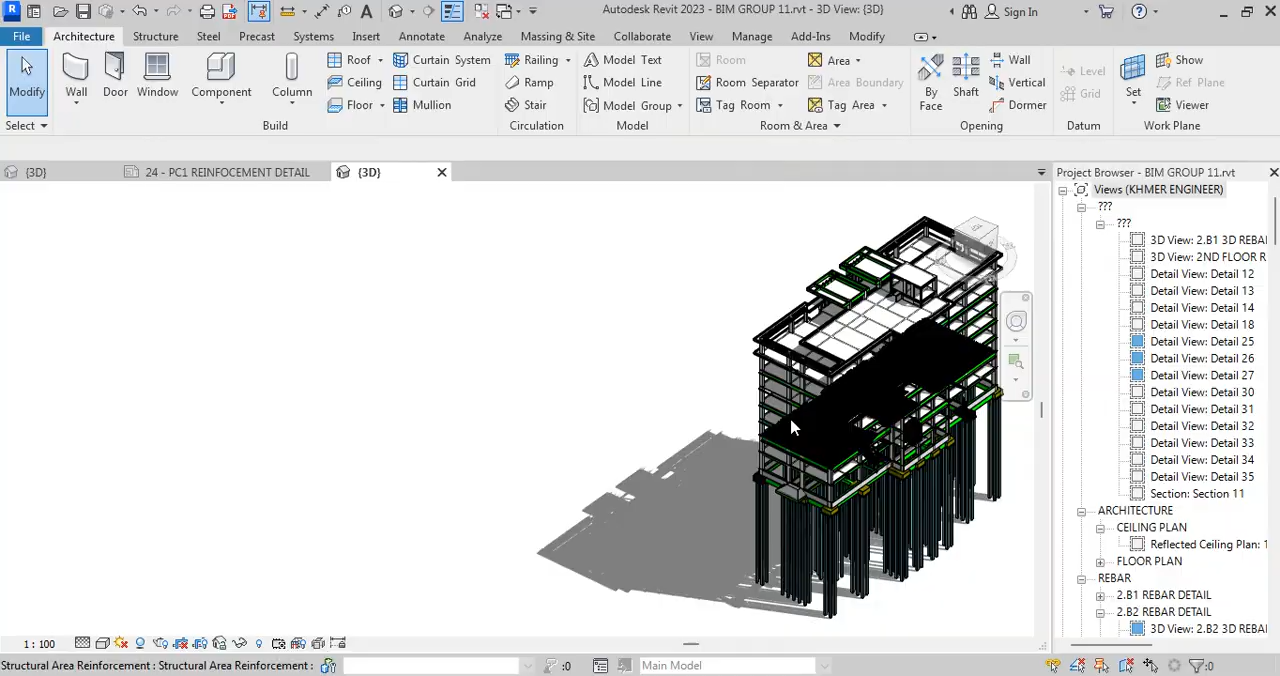 Autodesk Revit 2023 - BIM GROUP 11.rvt - 3D View: {3D}
Sign In
File Architecture Structure Steel Precast Systems Insert Annotate Analyze Massing & Site Collaborate View Manage Add-Ins Modify
Modify Wall Door Window Component Column
Roof Curtain System Railing Model Text Room Area Wall Level Show
Ceiling Curtain Grid Ramp Model Line Room Separator Area Boundary Vertical Grid Ref Plane
Floor Mullion Stair Model Group Tag Room Tag Area Dormer Viewer
By Face Shaft Set
Select Build Circulation Model Room & Area Opening Datum Work Plane
{3D} 24 - PC1 REINFOCEMENT DETAIL {3D}
Project Browser - BIM GROUP 11.rvt
Views (KHMER ENGINEER)
???
???
3D View: 2.B1 3D REBA
3D View: 2ND FLOOR R
Detail View: Detail 12
Detail View: Detail 13
Detail View: Detail 14
Detail View: Detail 18
Detail View: Detail 25
Detail View: Detail 26
Detail View: Detail 27
Detail View: Detail 30
Detail View: Detail 31
Detail View: Detail 32
Detail View: Detail 33
Detail View: Detail 34
Detail View: Detail 35
Section: Section 11
ARCHITECTURE
CEILING PLAN
Reflected Ceiling Plan: 1
FLOOR PLAN
REBAR
2.B1 REBAR DETAIL
2.B2 REBAR DETAIL
3D View: 2.B2 3D REBA
1 : 100
Structural Area Reinforcement : Structural Area Reinforcement :
:0
Main Model
:0